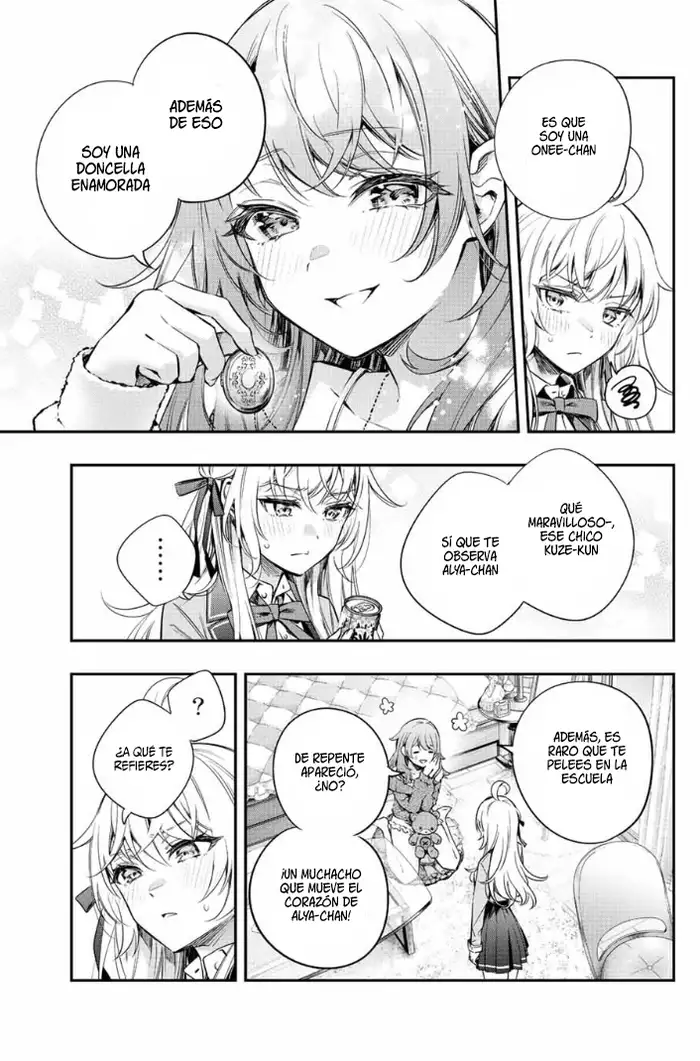 ES QUE
SOY UNA
ONEE-CHAN
ADEMÁS
DE ESO
SOY UNA
DONCELLA
ENAMORADA
QUÉ
MARAVILLOSO-,
ESE CHICO
KUZE-KUN
SÍ QUE TE
OBSERVA
ALYA-CHAN
.....
ADEMÁS, ES
RARO QUE TE
PELEES EN LA
ESCUELA
DE REPENTE
APARECIÓ,
¿NO?
¡UN MUCHACHO
QUE MUEVE EL
CORAZÓN DE
ALYA-CHAN!
?
¿A QUÉ TE
REFIERES?